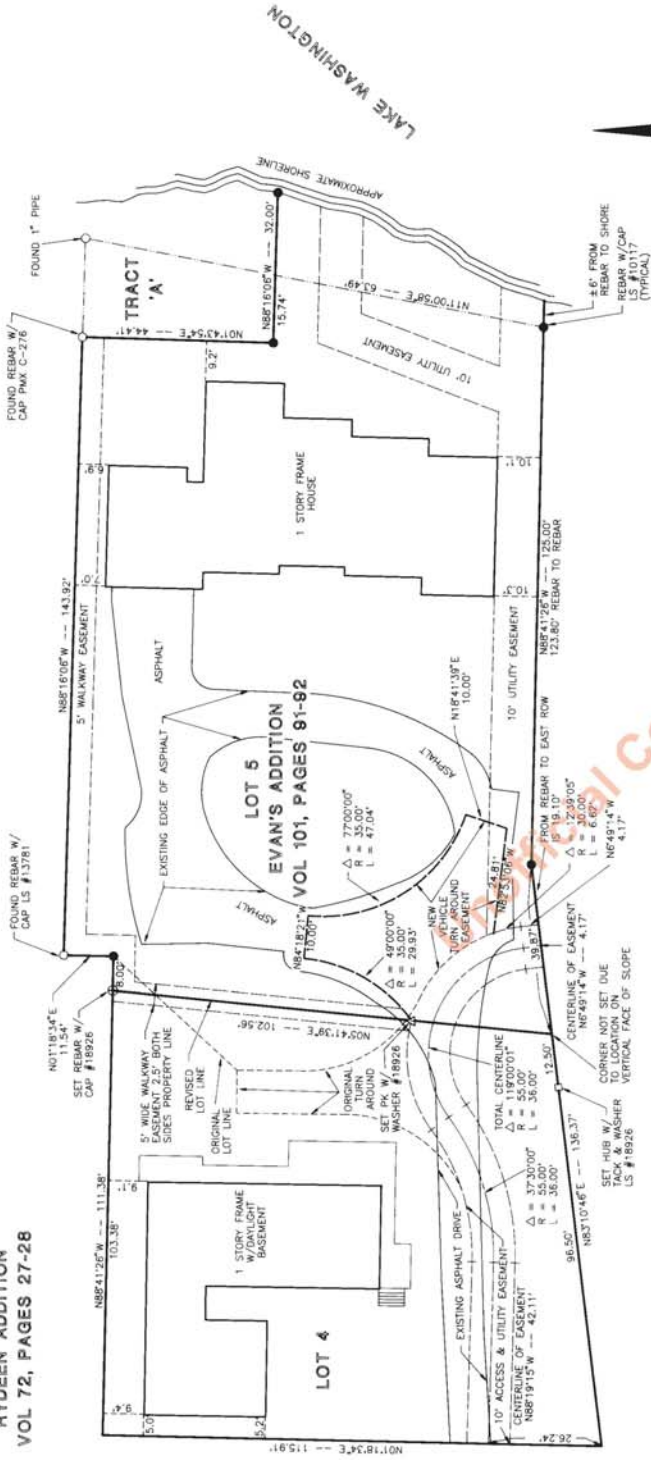 HYDEEN ADDITION
VOL 72, PAGES 27-28
LAKE WASHINGTON
FOUND REBAR W/
CAP LS #13781
FOUND REBAR W/
CAP PMX C-276
FOUND 1" PIPE
N88°16'06"W -- 143.92'
5' WALKWAY EASEMENT
TRACT
'A'
APPROXIMATE SHORELINE
N01°43'54"E -- 44.41'
N88°16'06"W -- 32.00'
15.74'
9.2'
6.9'
7.0'
N11°00'58"E -- 63.49'
10' UTILITY EASEMENT
1 STORY FRAME
HOUSE
10.1'
10.3'
±6' FROM
REBAR TO SHORE
REBAR W/CAP
LS #10117
(TYPICAL)
N01°18'34"E
11.54'
SET REBAR W/
CAP #18926
8.00'
EXISTING EDGE OF ASPHALT
ASPHALT
LOT 5
EVAN'S ADDITION
VOL 101, PAGES 91-92
ASPHALT
ASPHALT
N84°18'21"W
10.00'
Δ = 77°00'00"
R = 35.00'
L = 47.04'
N18°41'39"E
10.00'
Δ = 49°00'00"
R = 35.00'
L = 29.93'
NEW
VEHICLE
TURN AROUND
EASEMENT
24.81'
10' UTILITY EASEMENT
N88°41'26"W -- 125.00'
123.80' REBAR TO REBAR
FROM REBAR TO EAST ROW
IS 19.10'
Δ = 12°39'05"
R = 30.00'
N6°49'14"W
4.17'
39.87'
CENTERLINE OF EASEMENT
N6°49'14"W -- 4.17'
CORNER NOT SET DUE
TO LOCATION ON
VERTICAL FACE OF SLOPE
12.50'
N05°41'39"E
102.56'
5' WIDE WALKWAY
EASEMENT 2.5' BOTH
SIDES PROPERTY LINE
REVISED
LOT LINE
ORIGINAL
LOT LINE
ORIGINAL
TURN
AROUND
SET PK W/
WASHER #18926
TOTAL CENTERLINE
Δ = 119°00'01"
R = 55.00'
L = 36.00'
Δ = 37°30'00"
R = 55.00'
L = 36.00'
SET HUB W/
TACK & WASHER
LS #18926
N83°10'46"E -- 136.37'
96.50'
N88°41'26"W -- 111.38'
103.38'
9.1'
9.4'
1 STORY FRAME
W/DAYLIGHT
BASEMENT
5.0'
5.2'
LOT 4
EXISTING ASPHALT DRIVE
10' ACCESS & UTILITY EASEMENT
CENTERLINE OF EASEMENT
N88°19'15"W -- 42.11'
N01°18'34"E -- 115.91'
26.24'
Unofficial